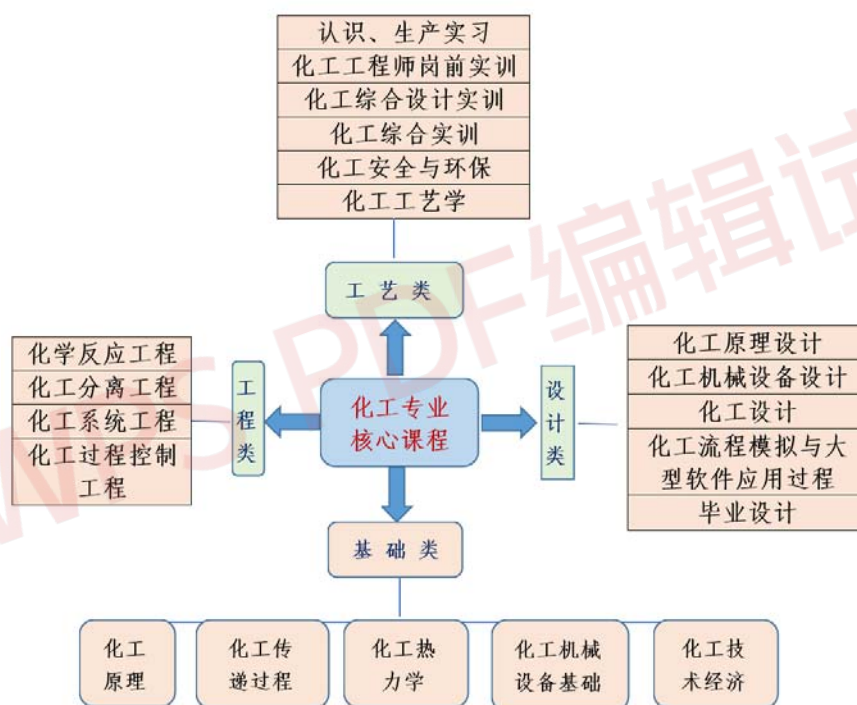 认识、生产实习
化工工程师岗前实训
化工综合设计实训
化工综合实训
化工安全与环保
化工工艺学
工艺类
化学反应工程
化工分离工程
化工系统工程
化工过程控制
工程
工
程
类
化工专业
核心课程
设
计
类
化工原理设计
化工机械设备设计
化工设计
化工流程模拟与大
型软件应用过程
毕业设计
基础类
化工
原理
化工传
递过程
化工热
力学
化工机械
设备基础
化工技
术经济
WPS PDF编辑试